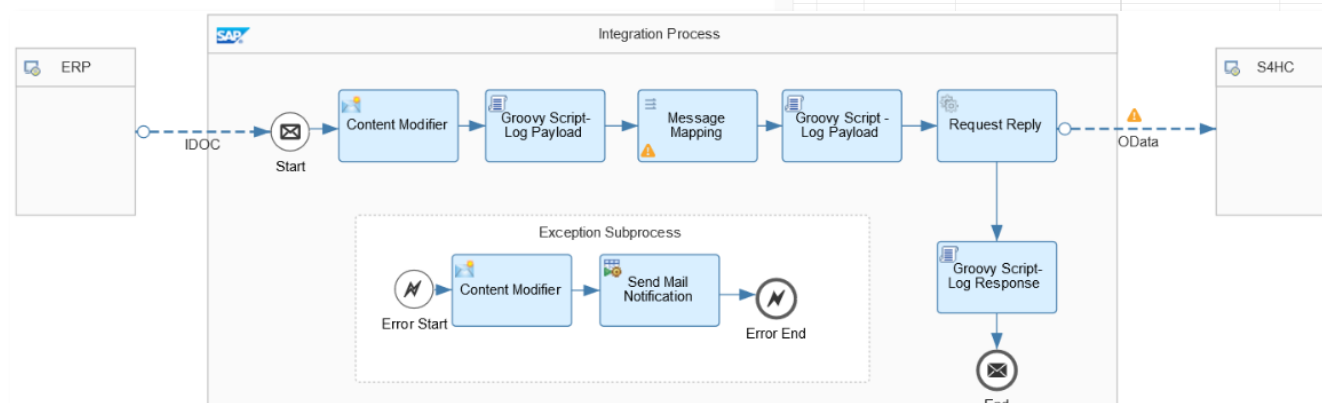 SAP
Integration Process
ERP
S4HC
IDOC
Start
Content Modifier
Groovy Script-
Log Payload
Message
Mapping
Groovy Script -
Log Payload
Request Reply
OData
Exception Subprocess
Error Start
Content Modifier
Send Mail
Notification
Error End
Groovy Script-
Log Response